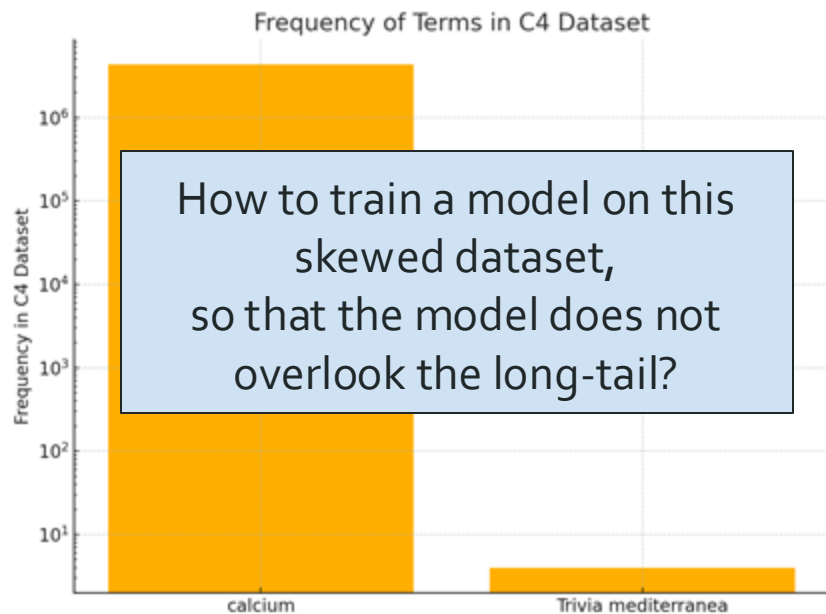 Frequency of Terms in C4 Dataset
Frequency in C4 Dataset
10⁶
10⁵
10⁴
10³
10²
10¹
How to train a model on this
skewed dataset,
so that the model does not
overlook the long-tail?
calcium
Trivia mediterranea